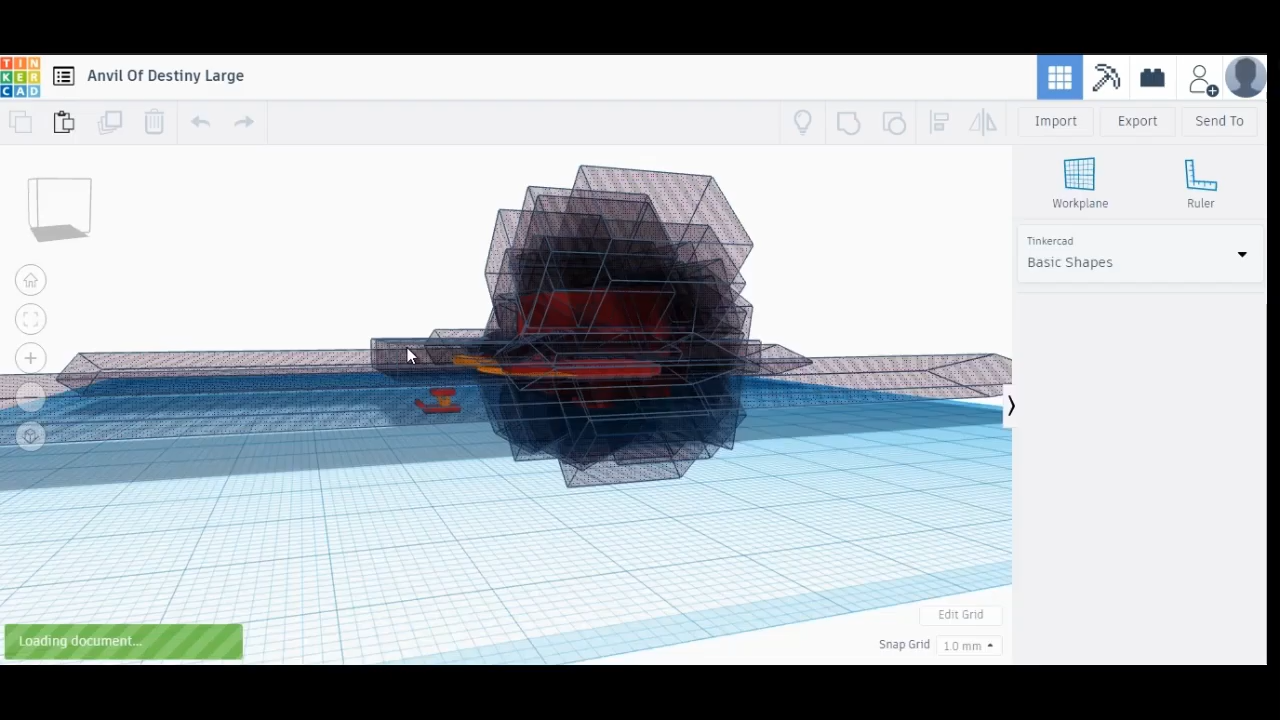 TIN
KER
CAD
Anvil Of Destiny Large
Import
Export
Send To
Workplane
Ruler
Tinkercad
Basic Shapes
Loading document...
Edit Grid
Snap Grid
1.0 mm